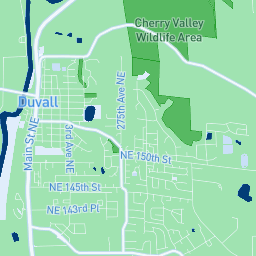 Cherry Valley
Wildlife Area
Duvall
275th Ave NE
Main St NE
3rd Ave NE
NE 150th St
NE 145th St
NE 143rd Pl